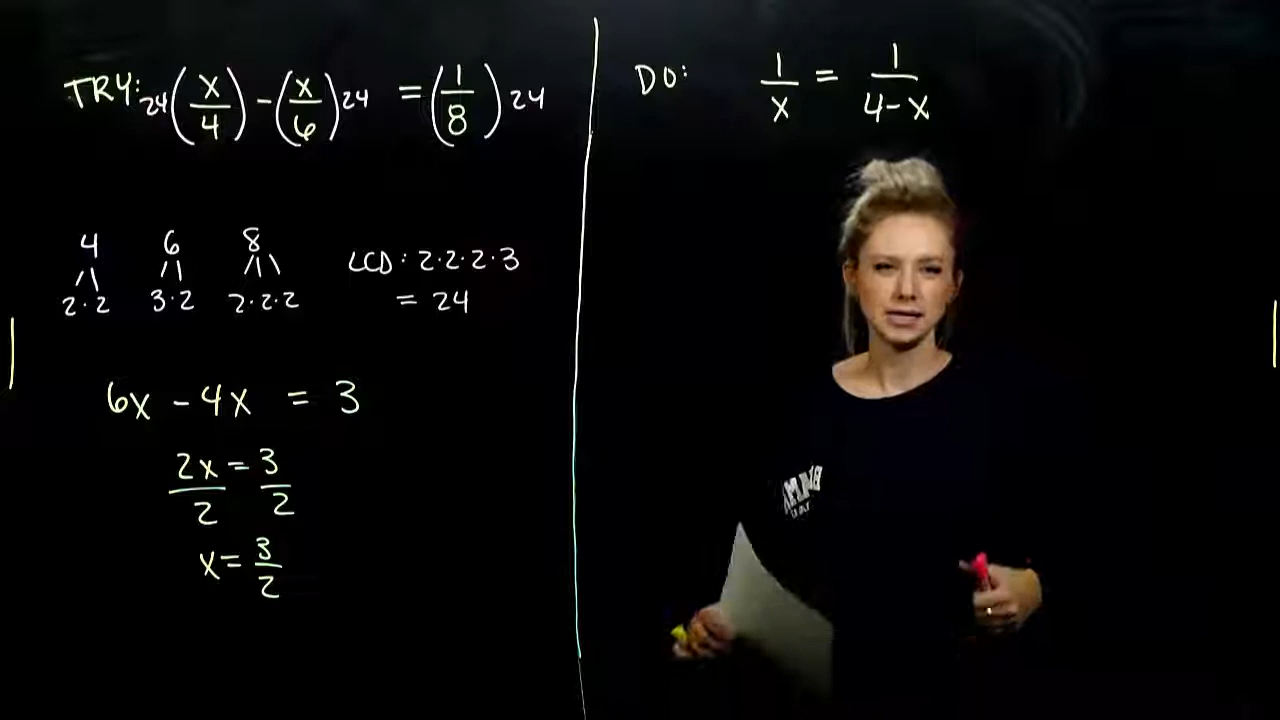 TRY: 24(x/4) - (x/6)24 = (1/8)24
4 6 8
2·2 3·2 2·2·2
LCD: 2·2·2·3
= 24
6x - 4x = 3
2x/2 = 3/2
x = 3/2
DO: 1/x = 1/(4-x)